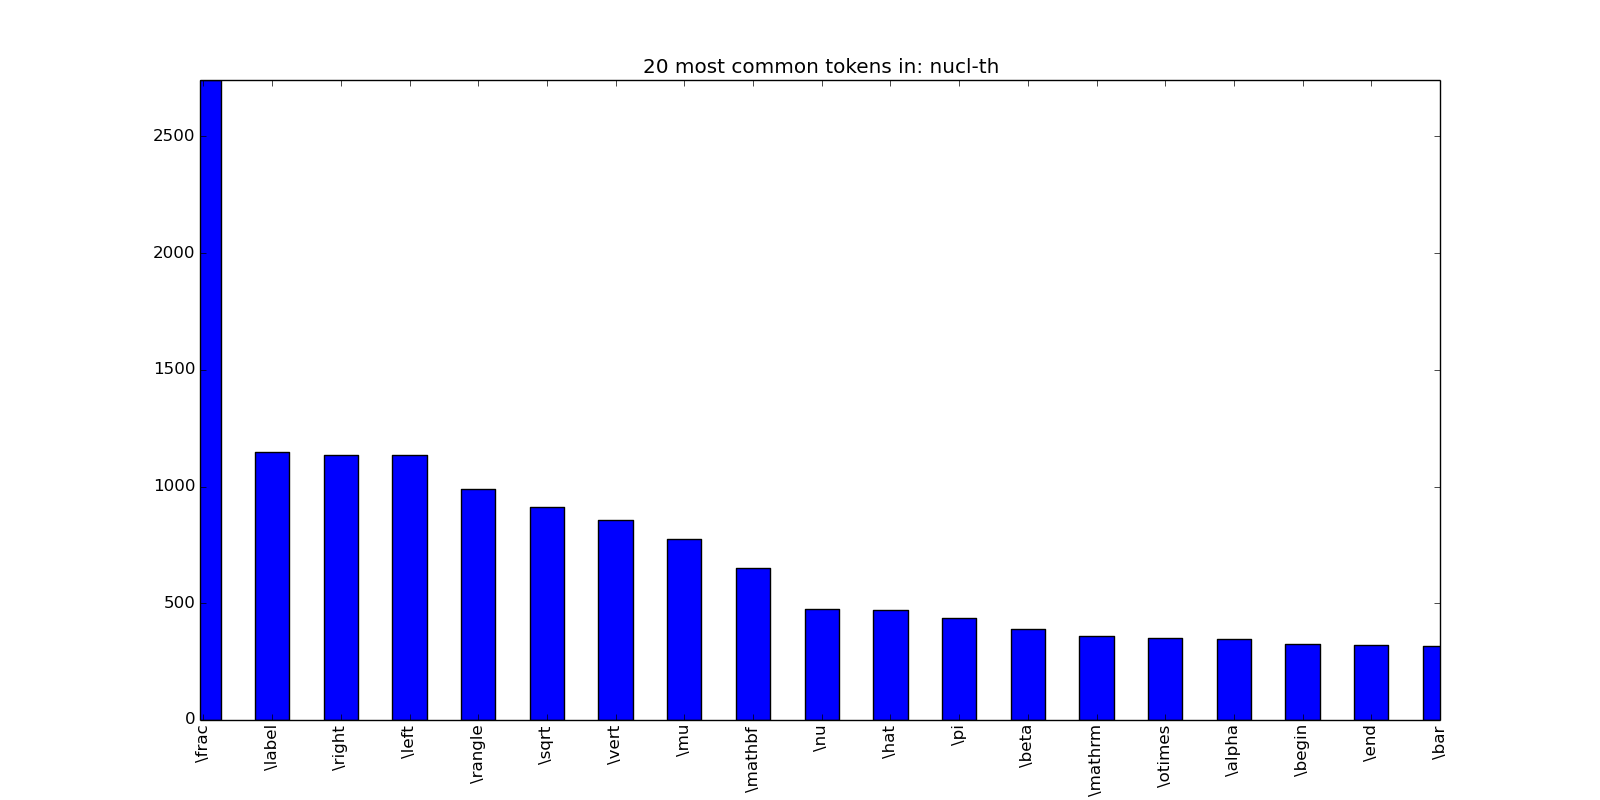 20 most common tokens in: nucl-th
2500
2000
1500
1000
500
0
\frac
\label
\right
\left
\rangle
\sqrt
\vert
\mu
\mathbf
\nu
\hat
\pi
\beta
\mathrm
\otimes
\alpha
\begin
\end
\bar